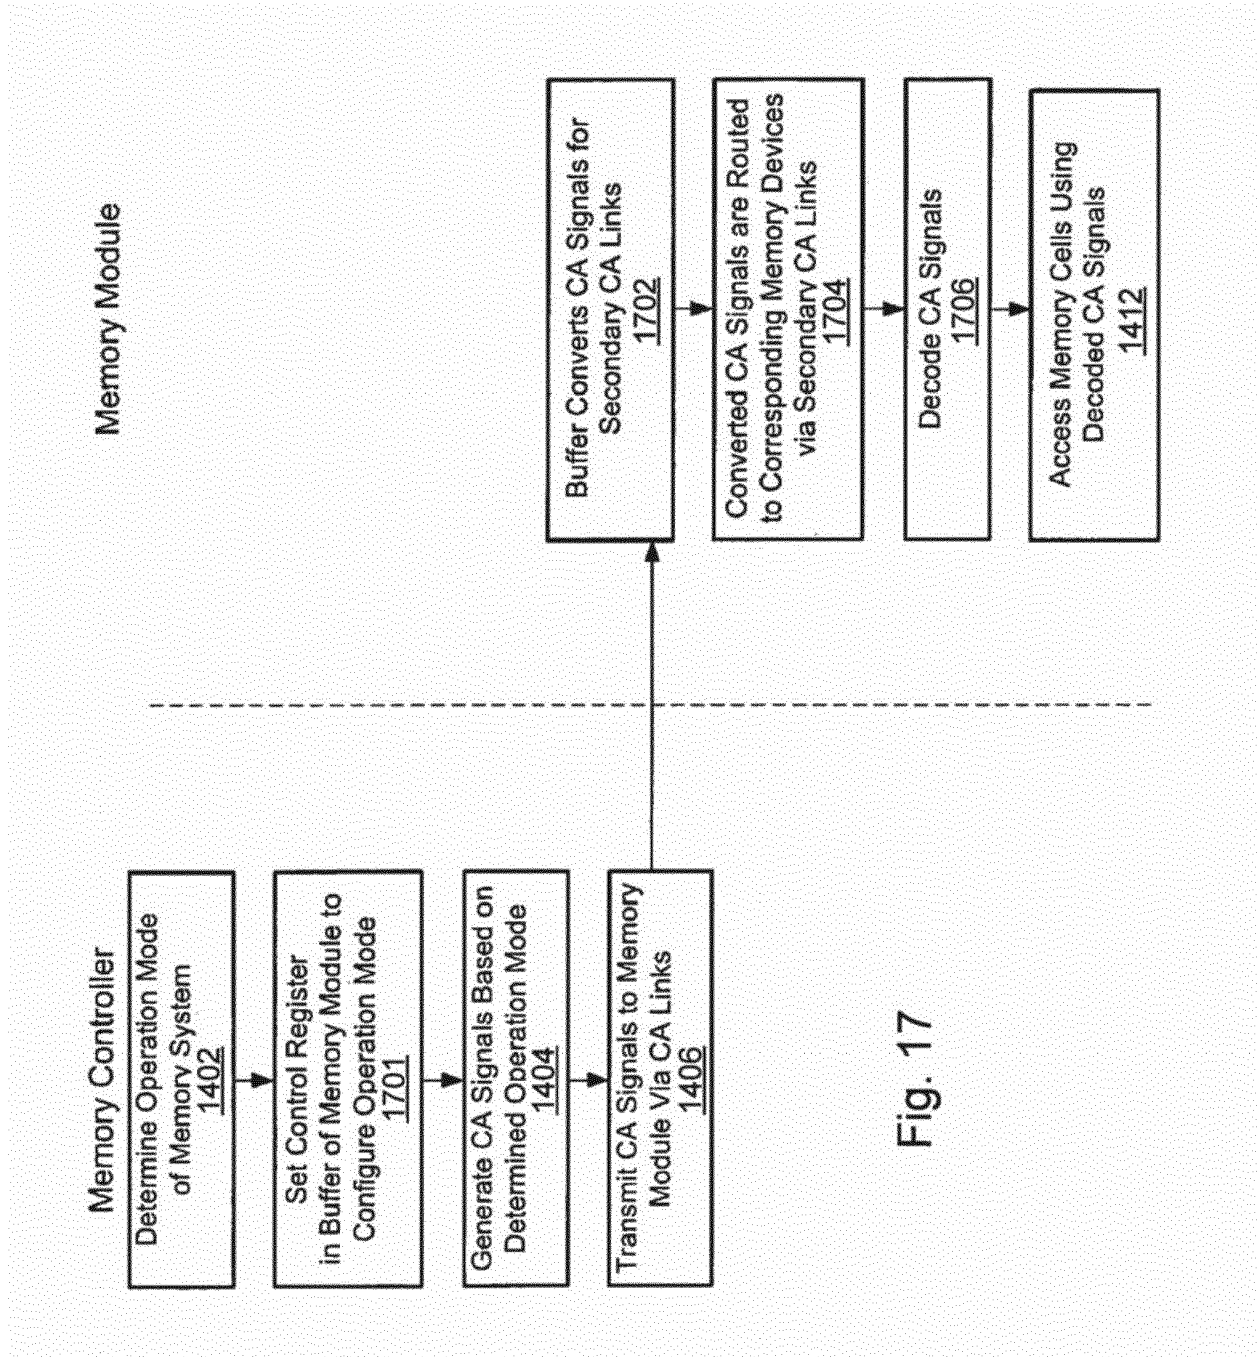 Memory Controller
Determine Operation Mode
of Memory System
1402
Set Control Register
in Buffer of Memory Module to
Configure Operation Mode
1701
Generate CA Signals Based on
Determined Operation Mode
1404
Transmit CA Signals to Memory
Module Via CA Links
1406
Memory Module
Buffer Converts CA Signals for
Secondary CA Links
1702
Converted CA Signals are Routed
to Corresponding Memory Devices
via Secondary CA Links
1704
Decode CA Signals
1706
Access Memory Cells Using
Decoded CA Signals
1412
Fig. 17